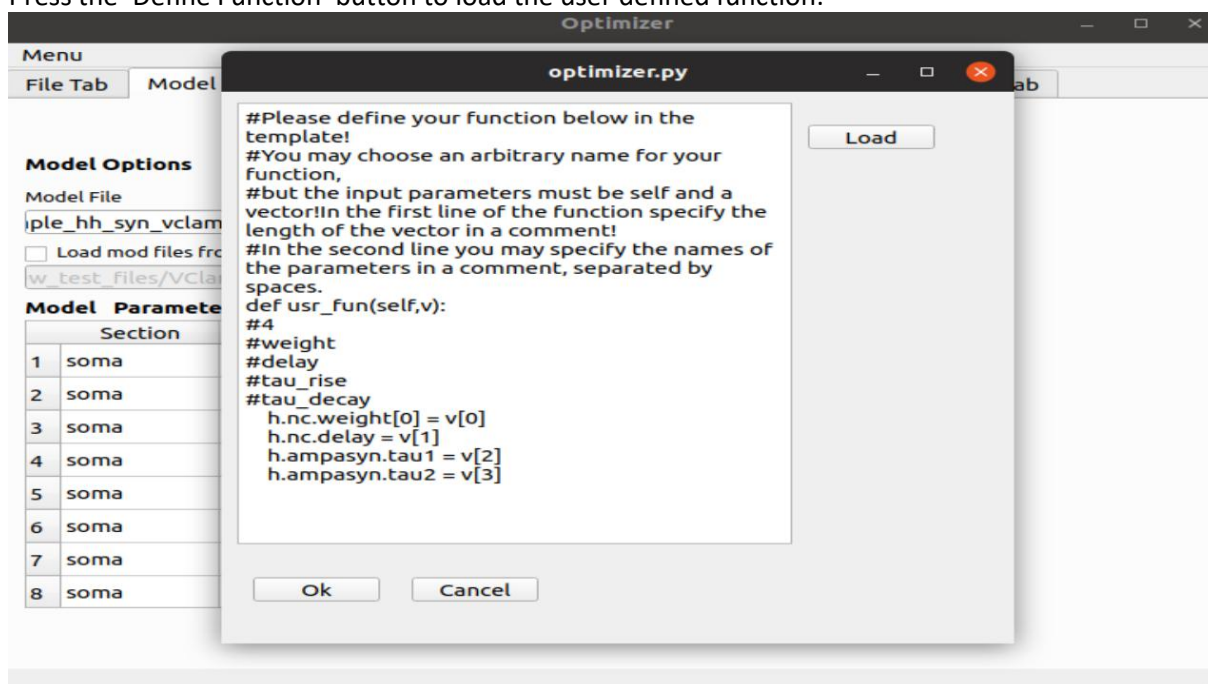 Press the 'Define Function' button to load the user defined function.
Optimizer
Menu
File Tab
Model
ab
optimizer.py
#Please define your function below in the
template!
#You may choose an arbitrary name for your
function,
#but the input parameters must be self and a
vector!In the first line of the function specify the
length of the vector in a comment!
#In the second line you may specify the names of
the parameters in a comment, separated by
spaces.
def usr_fun(self,v):
#4
#weight
#delay
#tau_rise
#tau_decay
h.nc.weight[0] = v[0]
h.nc.delay = v[1]
h.ampasyn.tau1 = v[2]
h.ampasyn.tau2 = v[3]
Load
Ok
Cancel
Model Options
Model File
ple_hh_syn_vclam
Load mod files frc
w_test_files/VCla
Model Paramete
Section
1 soma
2 soma
3 soma
4 soma
5 soma
6 soma
7 soma
8 soma